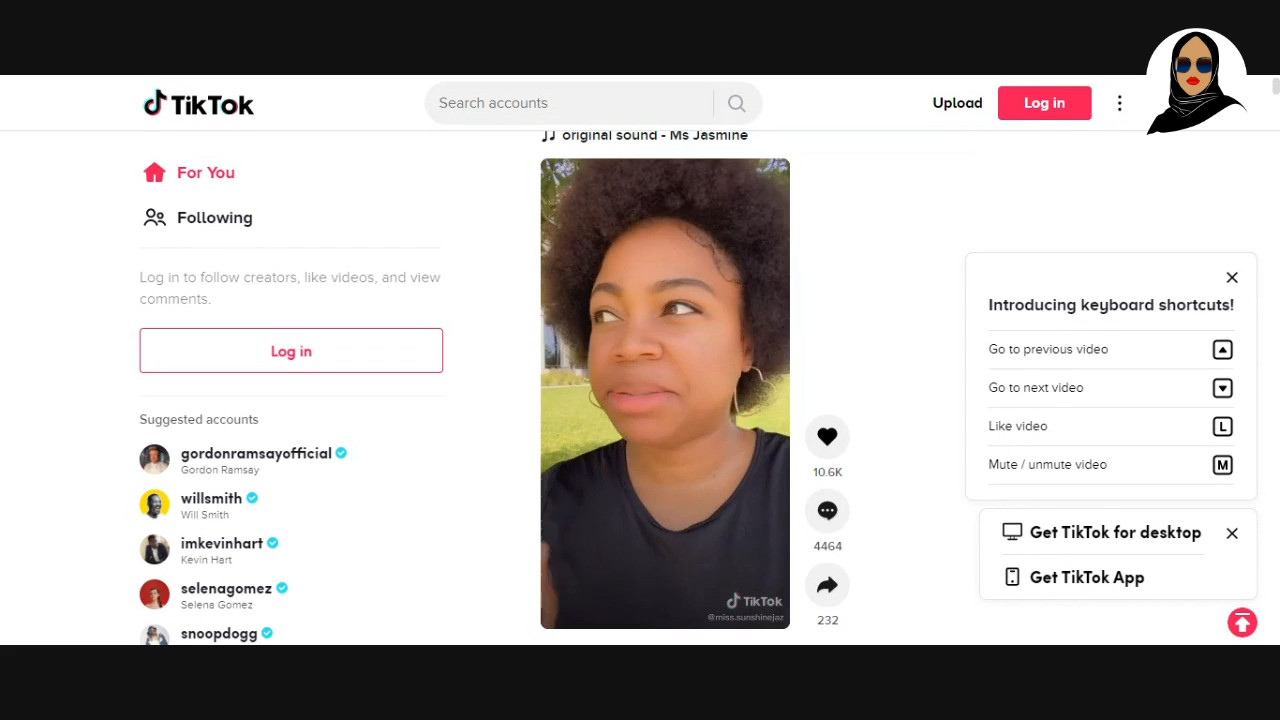 TikTok
Search accounts
Upload
Log in
original sound - Ms Jasmine
For You
Following
Log in to follow creators, like videos, and view
comments.
Log in
Suggested accounts
gordonramsayofficial
Gordon Ramsay
willsmith
Will Smith
imkevinhart
Kevin Hart
selenagomez
Selena Gomez
snoopdogg
TikTok
@miss.sunshinejaz
10.6K
4464
232
Introducing keyboard shortcuts!
Go to previous video
Go to next video
Like video L
Mute / unmute video M
Get TikTok for desktop
Get TikTok App